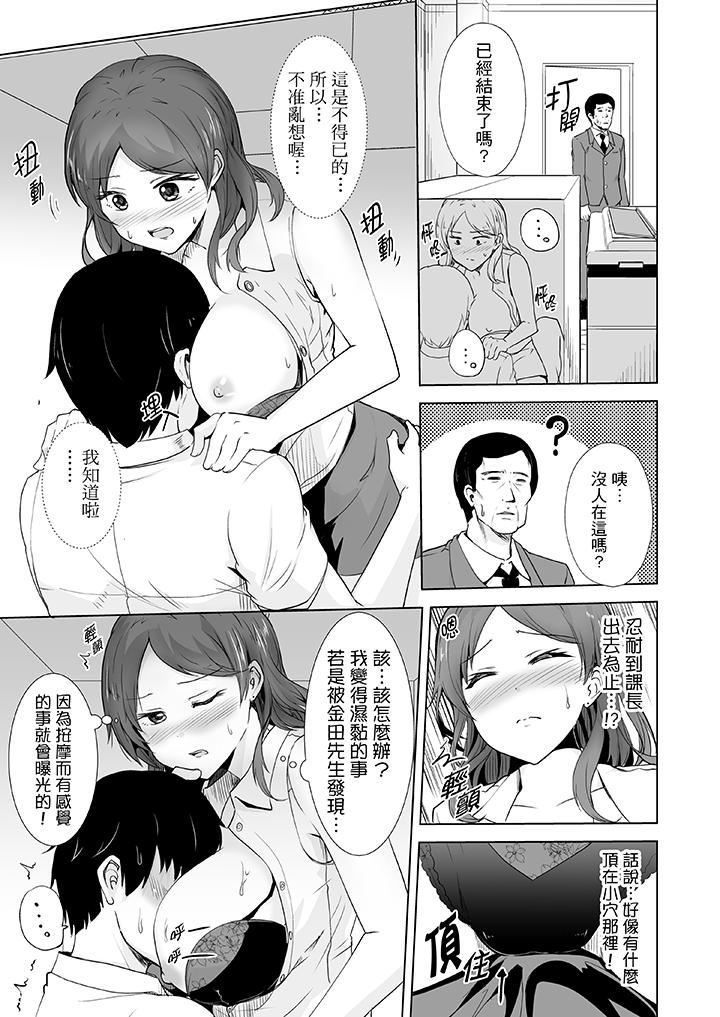 已經結束了嗎？
打開
…。
怦咚
怦咚
…。
咦…
沒人在這嗎？
？
這是不得已的…
所以…
不准亂想喔…
扭動
扭動
埋
我知道啦
……
忍耐到課長
出去為止…!?
嗯
輕顫
話說…好像有什麼
頂在小穴那裡！
頂住
該…該怎麼辦？
我變得濕黏的事
若是被金田先生發現…
輕顫
因為按摩而有感覺
的事就會曝光的！
…。
呼
呼